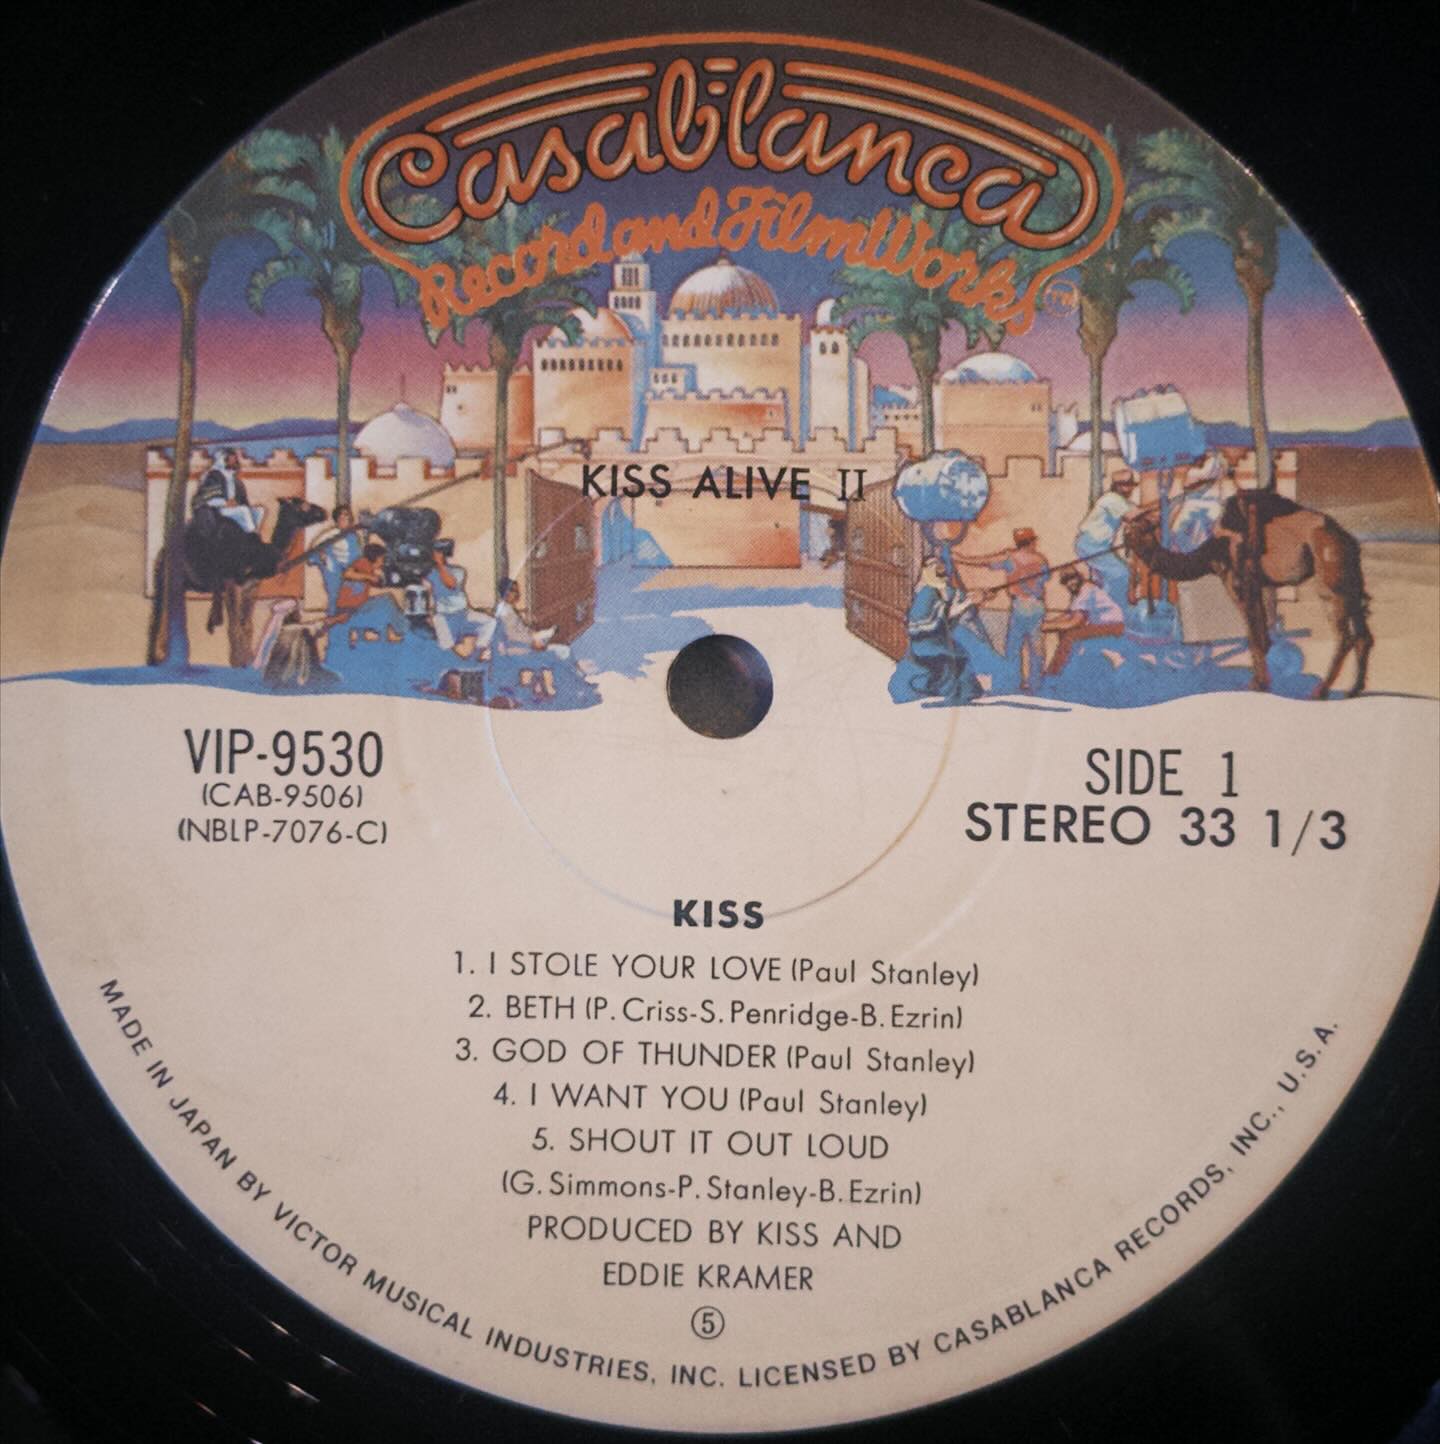 Casablanca
Record and FilmWorks TM
KISS ALIVE II
VIP-9530
(CAB-9506)
(NBLP-7076-C)
SIDE 1
STEREO 33 1/3
KISS
1. I STOLE YOUR LOVE (Paul Stanley)
2. BETH (P. Criss-S. Penridge-B. Ezrin)
3. GOD OF THUNDER (Paul Stanley)
4. I WANT YOU (Paul Stanley)
5. SHOUT IT OUT LOUD
(G. Simmons-P. Stanley-B. Ezrin)
PRODUCED BY KISS AND
EDDIE KRAMER
⑤
MADE IN JAPAN BY VICTOR MUSICAL INDUSTRIES, INC. LICENSED BY CASABLANCA RECORDS, INC., U.S.A.